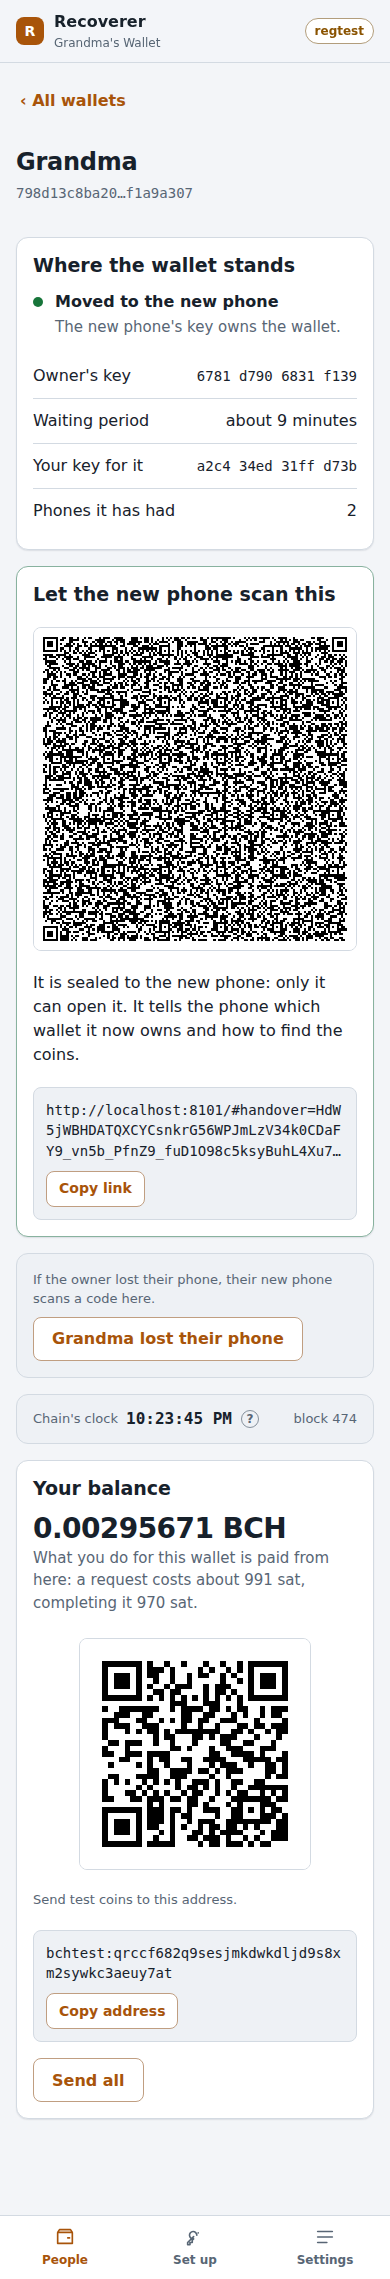 R
Recoverer
Grandma's Wallet
regtest
‹ All wallets
Grandma
798d13c8ba20…f1a9a307
Where the wallet stands
Moved to the new phone
The new phone's key owns the wallet.
Owner's key 6781 d790 6831 f139
Waiting period about 9 minutes
Your key for it a2c4 34ed 31ff d73b
Phones it has had 2
Let the new phone scan this
It is sealed to the new phone: only it
can open it. It tells the phone which
wallet it now owns and how to find the
coins.
http://localhost:8101/#handover=HdW
5jWBHDATQXCYCsnkrG56WPJmLzV34k0CDaF
Y9_vn5b_PfnZ9_fuD1O98c5ksyBuhL4Xu7…
Copy link
If the owner lost their phone, their new phone
scans a code here.
Grandma lost their phone
Chain's clock 10:23:45 PM ? block 474
Your balance
0.00295671 BCH
What you do for this wallet is paid from
here: a request costs about 991 sat,
completing it 970 sat.
Send test coins to this address.
bchtest:qrccf682q9sesjmkdwkdljd9s8x
m2sywkc3aeuy7at
Copy address
Send all
People
Set up
Settings